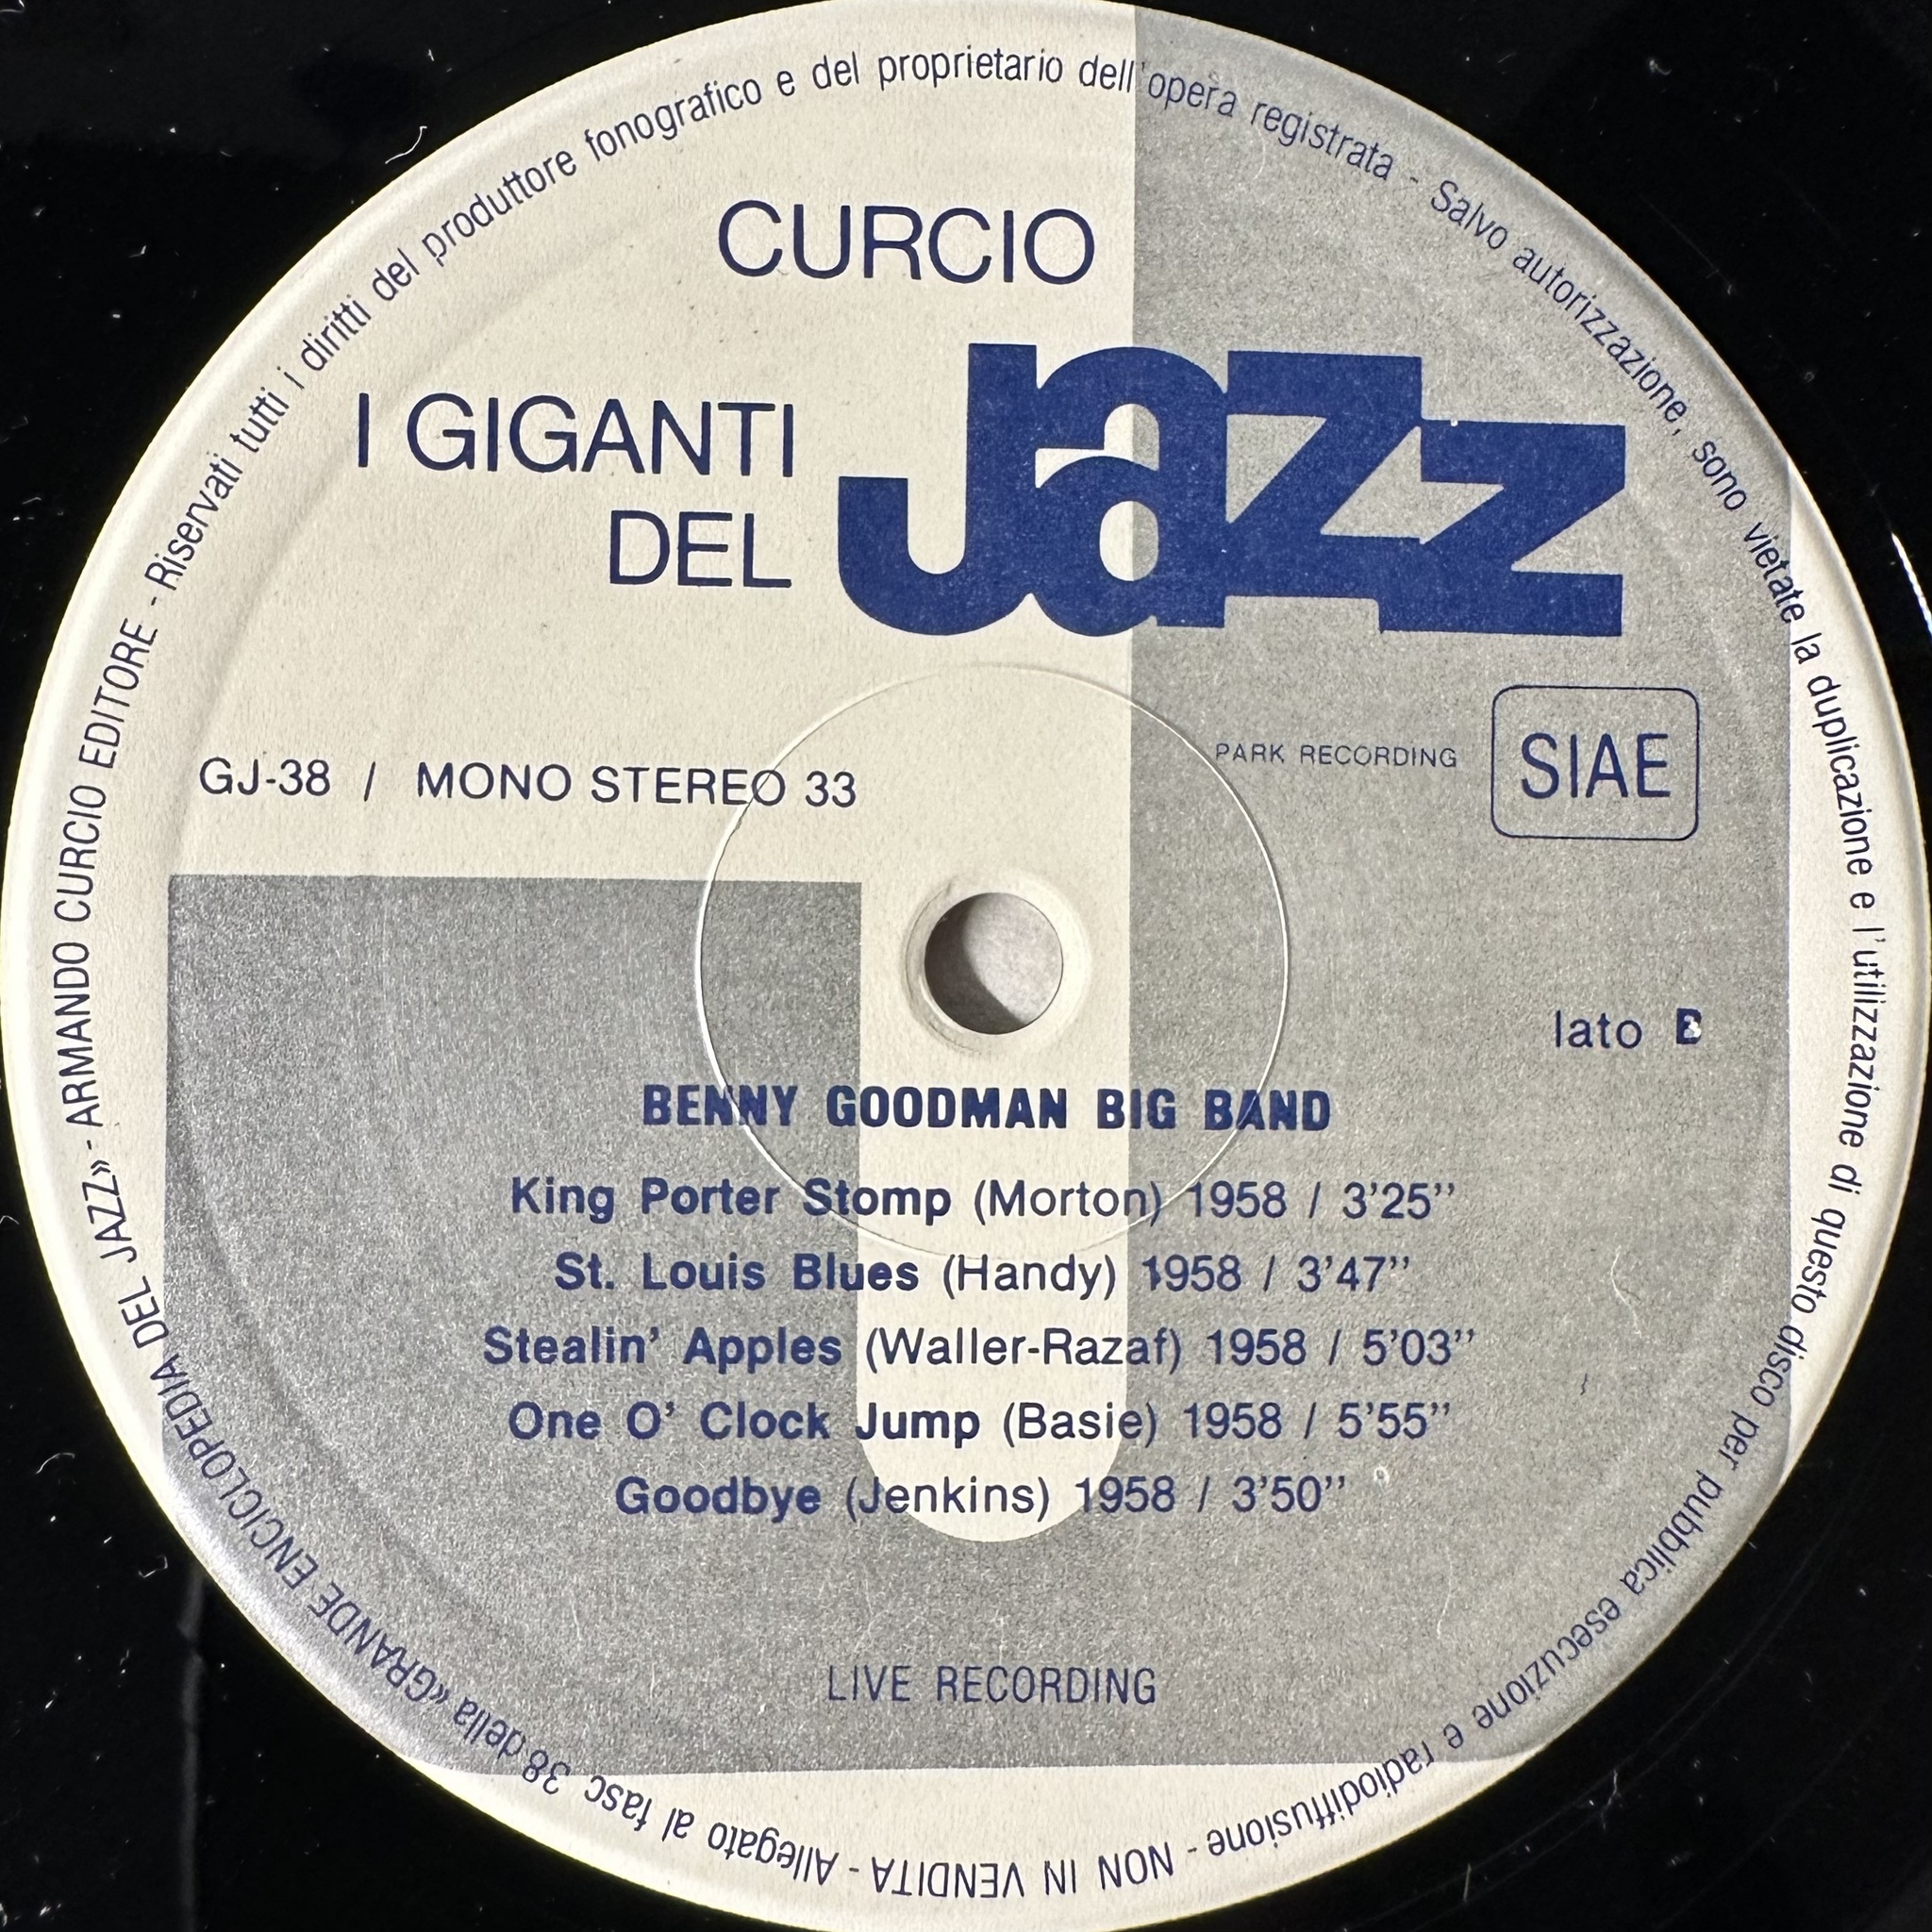 CURCIO
I GIGANTI
DEL
Jazz
GJ-38 / MONO STEREO 33
PARK RECORDING
SIAE
lato B
BENNY GOODMAN BIG BAND
King Porter Stomp (Morton) 1958 / 3'25''
St. Louis Blues (Handy) 1958 / 3'47''
Stealin' Apples (Waller-Razaf) 1958 / 5'03''
One O' Clock Jump (Basie) 1958 / 5'55''
Goodbye (Jenkins) 1958 / 3'50''
LIVE RECORDING
Allegato al fasc 38 della «GRANDE ENCICLOPEDIA DEL JAZZ» - ARMANDO CURCIO EDITORE - Riservati tutti i diritti del produttore fonografico e del proprietario dell'opera registrata - Salvo autorizzazione, sono vietate la duplicazione e l'utilizzazione di questo disco per pubblica esecuzione e radiodiffusione - NON IN VENDITA -